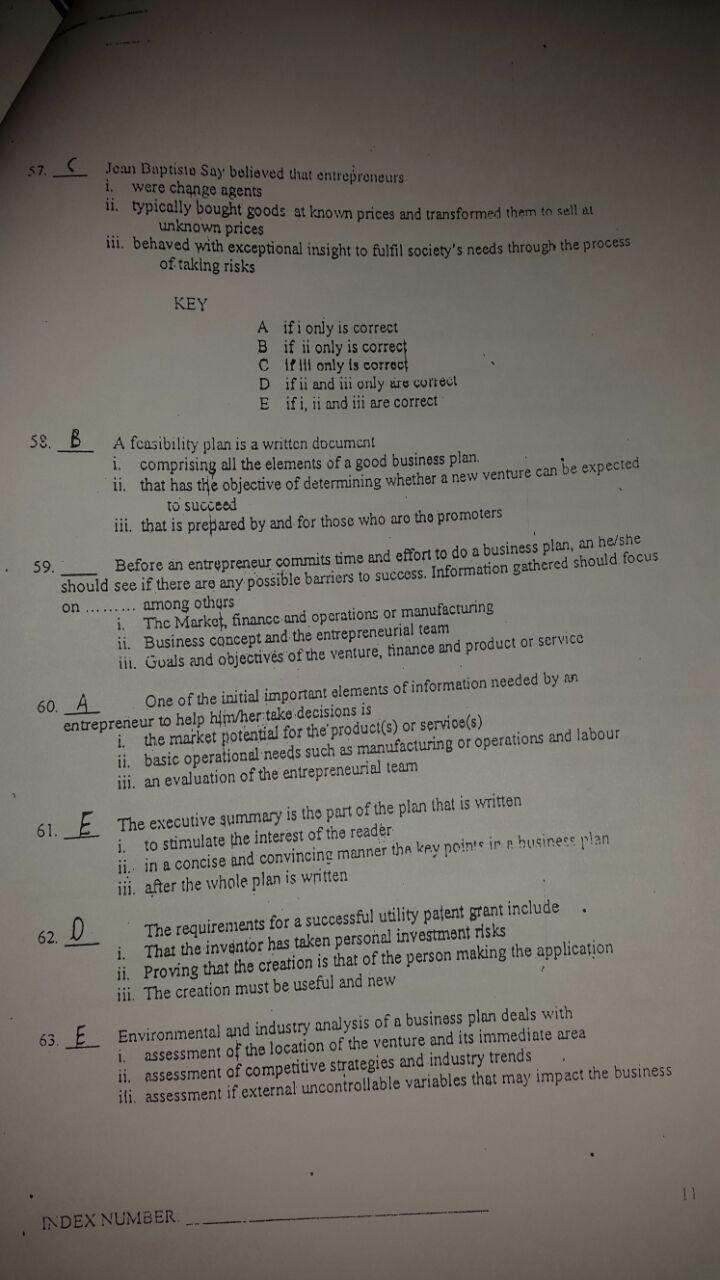 57. C Jean Baptiste Say believed that entrepreneurs
i. were change agents
ii. typically bought goods at known prices and transformed them to sell at
unknown prices
iii. behaved with exceptional insight to fulfil society's needs through the process
of taking risks
KEY
A if i only is correct
B if ii only is correct
C if iii only is correct
D if ii and iii only are correct
E if i, ii and iii are correct
58. B A feasibility plan is a written document
i. comprising all the elements of a good business plan.
ii. that has the objective of determining whether a new venture can be expected
to succeed
iii. that is prepared by and for those who are the promoters
59. ____ Before an entrepreneur commits time and effort to do a business plan, an he/she
should see if there are any possible barriers to success. Information gathered should focus
on ......... among others
i. The Market, finance and operations or manufacturing
ii. Business concept and the entrepreneurial team
iii. Goals and objectives of the venture, finance and product or service
60. A One of the initial important elements of information needed by an
entrepreneur to help him/her take decisions is
i. the market potential for the product(s) or service(s)
ii. basic operational needs such as manufacturing or operations and labour
iii. an evaluation of the entrepreneurial team
61. E The executive summary is the part of the plan that is written
i. to stimulate the interest of the reader
ii. in a concise and convincing manner the key points in a business plan
iii. after the whole plan is written
62. D The requirements for a successful utility patent grant include
i. That the inventor has taken personal investment risks
ii. Proving that the creation is that of the person making the application
iii. The creation must be useful and new
63. E Environmental and industry analysis of a business plan deals with
i. assessment of the location of the venture and its immediate area
ii. assessment of competitive strategies and industry trends
iii. assessment if external uncontrollable variables that may impact the business
11
INDEX NUMBER ____________________